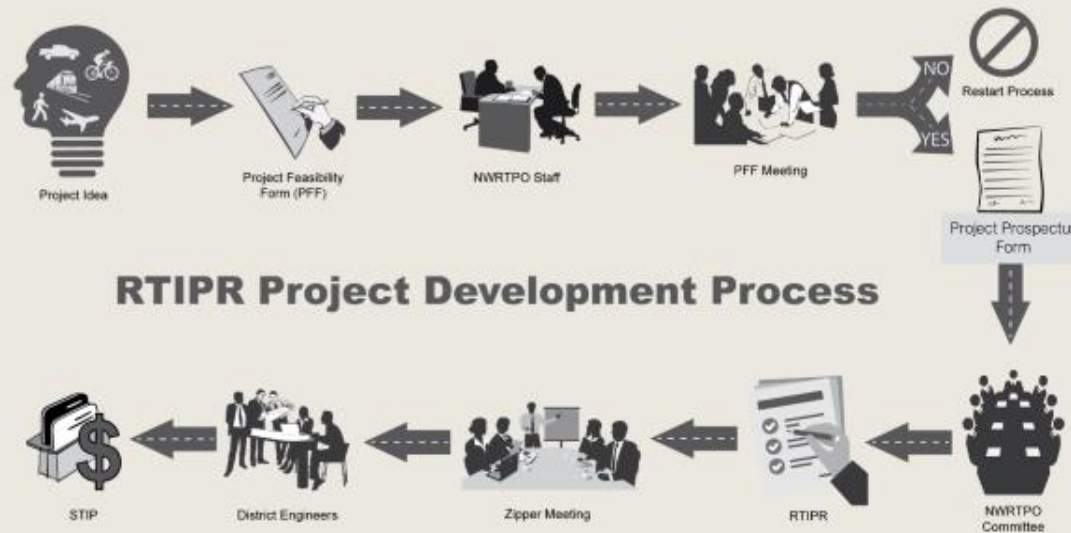 NO
Restart Process
YES
Project Idea
Project Feasibility
Form (PFF)
NWRTPO Staff
PFF Meeting
Project Prospectu
Form
RTIPR Project Development Process
STIP
District Engineers
Zipper Meeting
RTIPR
NWRTPO
Committee